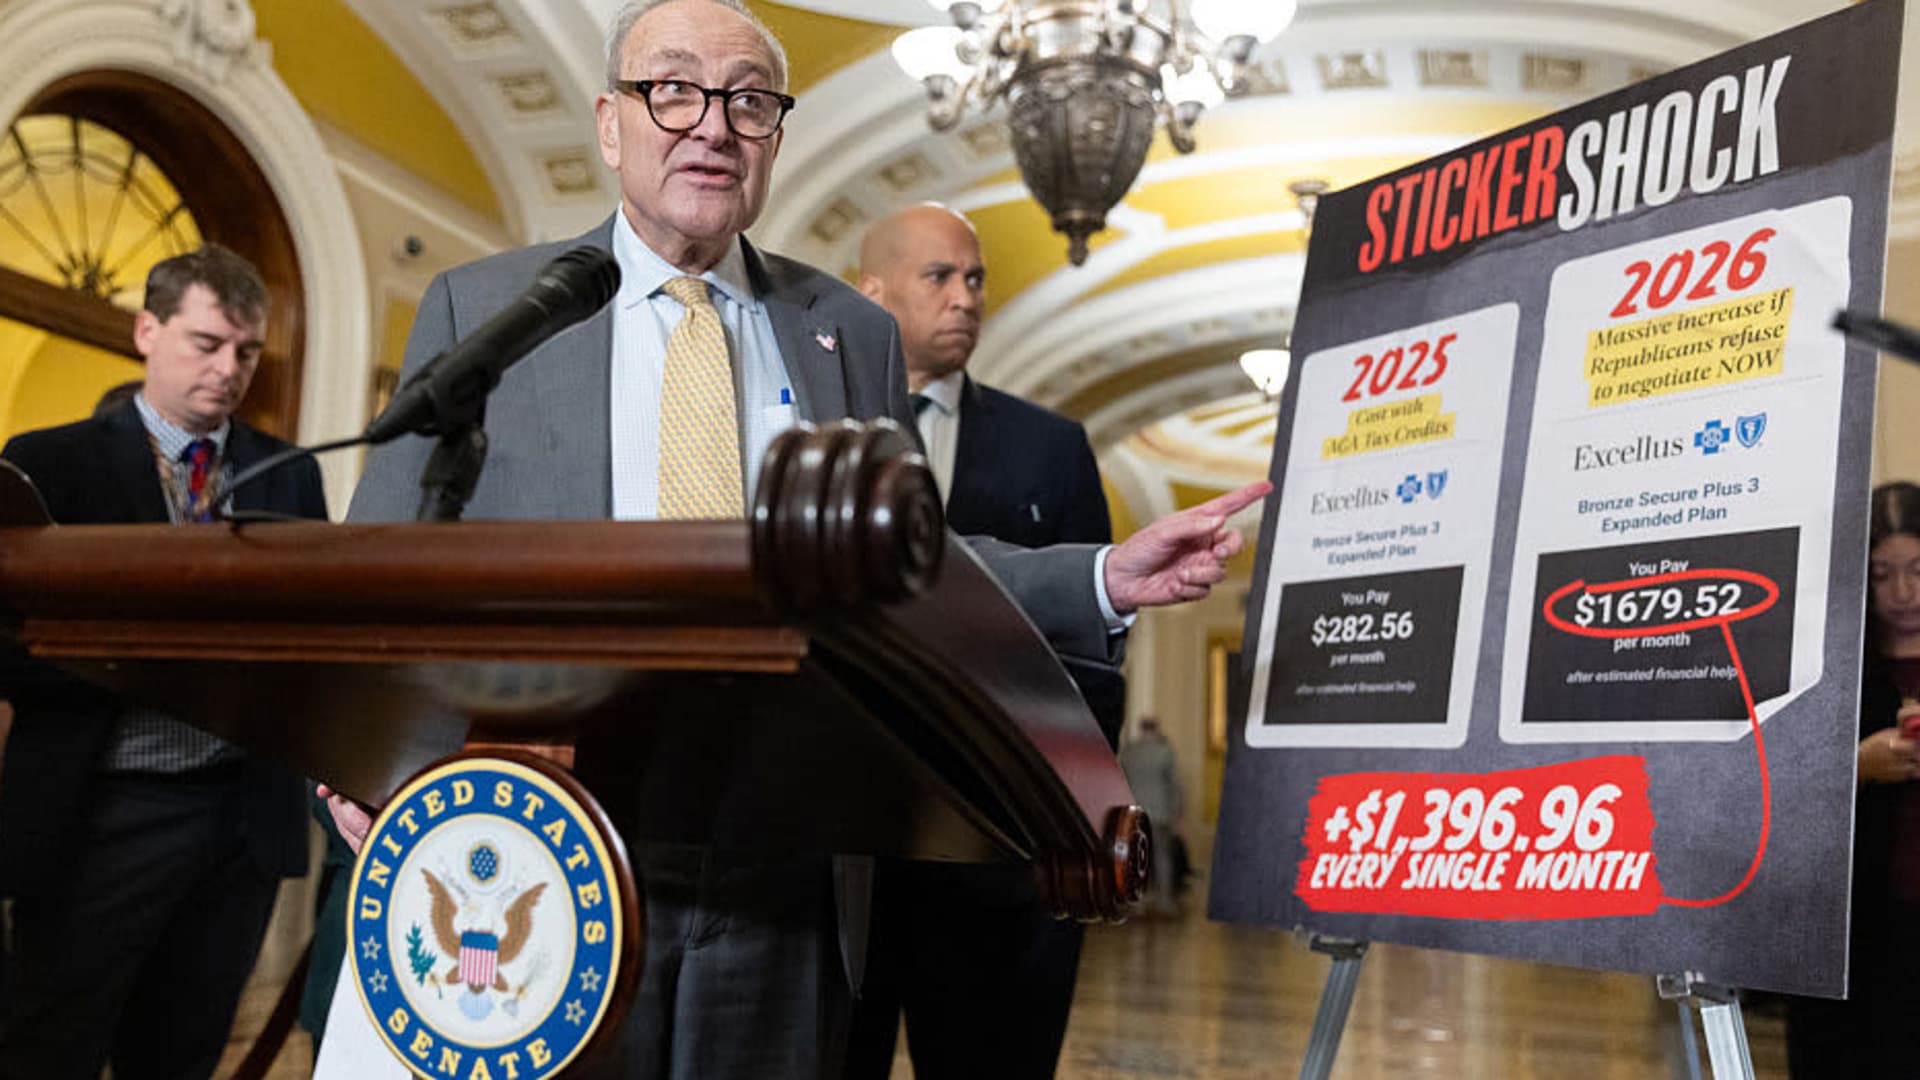 STICKERSHOCK
2025
Cost with
ACA Tax Credits
Excellus
Bronze Secure Plus 3
Expanded Plan
You Pay
$282.56
per month
after estimated financial help
2026
Massive increase if
Republicans refuse
to negotiate NOW
Excellus
Bronze Secure Plus 3
Expanded Plan
You Pay
$1679.52
per month
after estimated financial help
+$1,396.96
EVERY SINGLE MONTH
UNITED STATES
SENATE